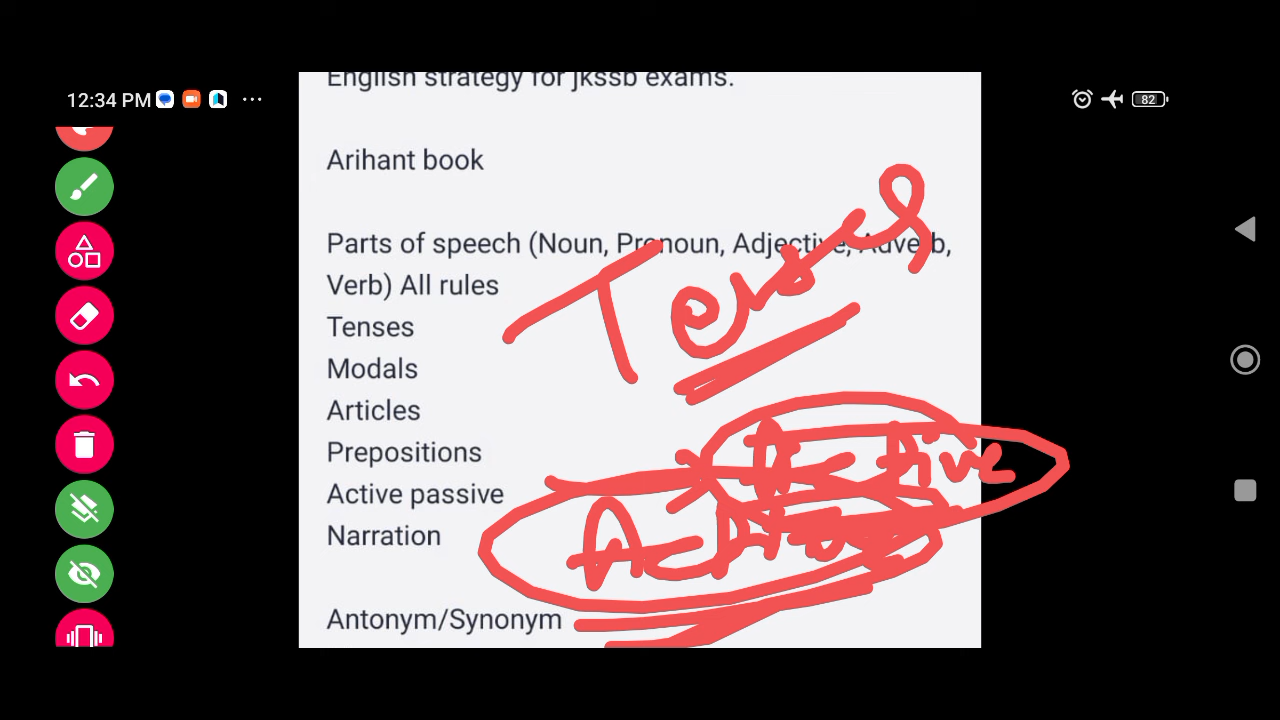 12:34 PM ... 82
English strategy for jkssb exams.
Arihant book
Parts of speech (Noun, Pronoun, Adjective, Adverb,
Verb) All rules
Tenses
Tenses
Modals
Articles
Prepositions
Active
Active passive
Narration
Antonym/Synonym